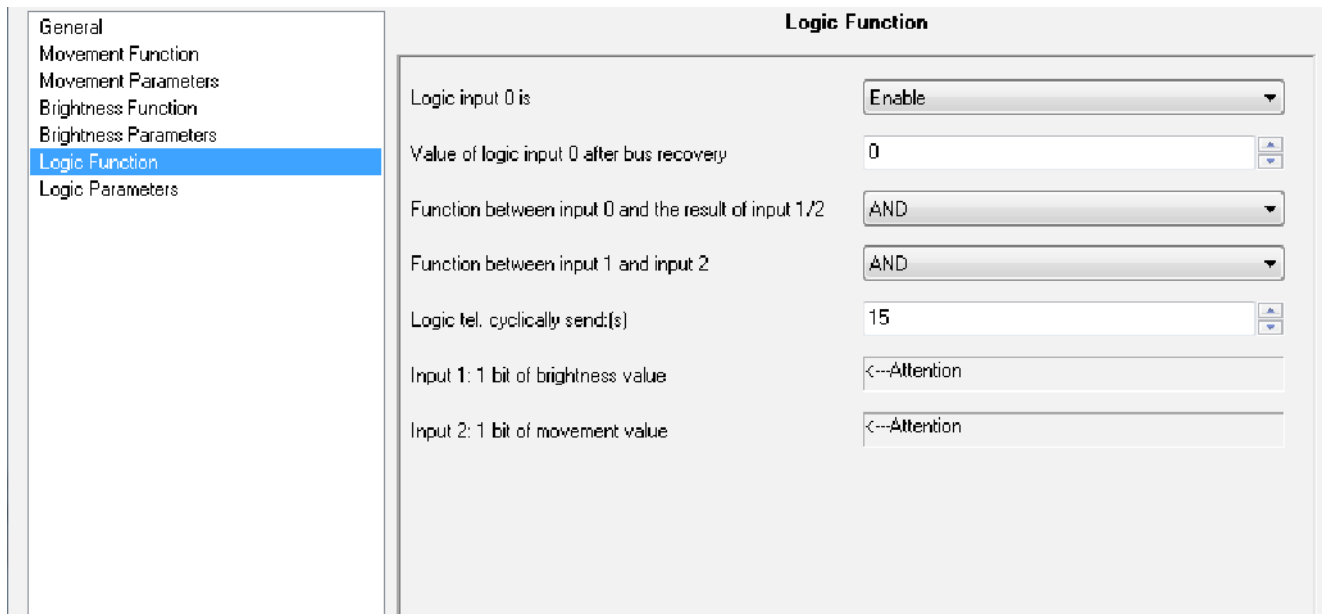 General
Movement Function
Movement Parameters
Brightness Function
Brightness Parameters
Logic Function
Logic Parameters
Logic Function
Logic input 0 is Enable
Value of logic input 0 after bus recovery 0
Function between input 0 and the result of input 1/2 AND
Function between input 1 and input 2 AND
Logic tel. cyclically send:(s) 15
Input 1: 1 bit of brightness value <---Attention
Input 2: 1 bit of movement value <---Attention